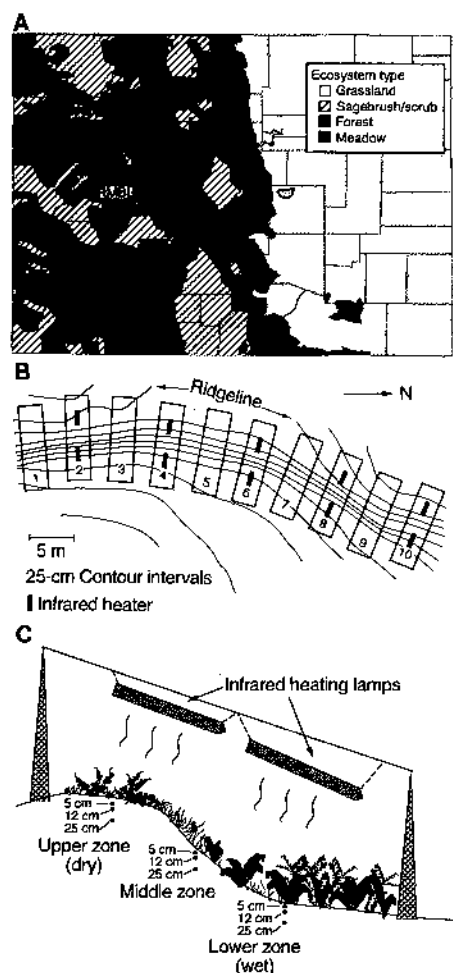 A
Ecosystem type
Grassland
Sagebrush/scrub
Forest
Meadow
RMBL
B
Ridgeline
N
1
2
3
4
5
6
7
8
9
10
5 m
25-cm Contour intervals
Infrared heater
C
Infrared heating lamps
5 cm
12 cm
25 cm
Upper zone
(dry)
5 cm
12 cm
25 cm
Middle zone
5 cm
12 cm
25 cm
Lower zone
(wet)